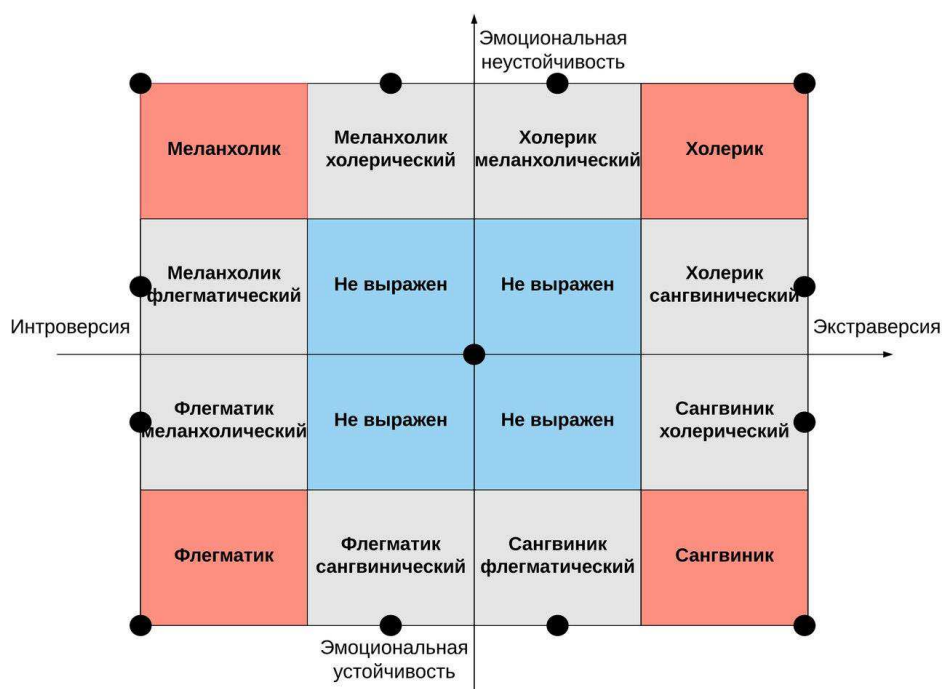 Эмоциональная
неустойчивость
Меланхолик
Меланхолик
холерический
Холерик
меланхолический
Холерик
Меланхолик
флегматический
Не выражен
Не выражен
Холерик
сангвинический
Интроверсия
Экстраверсия
Флегматик
меланхолический
Не выражен
Не выражен
Сангвиник
холерический
Флегматик
Флегматик
сангвинический
Сангвиник
флегматический
Сангвиник
Эмоциональная
устойчивость